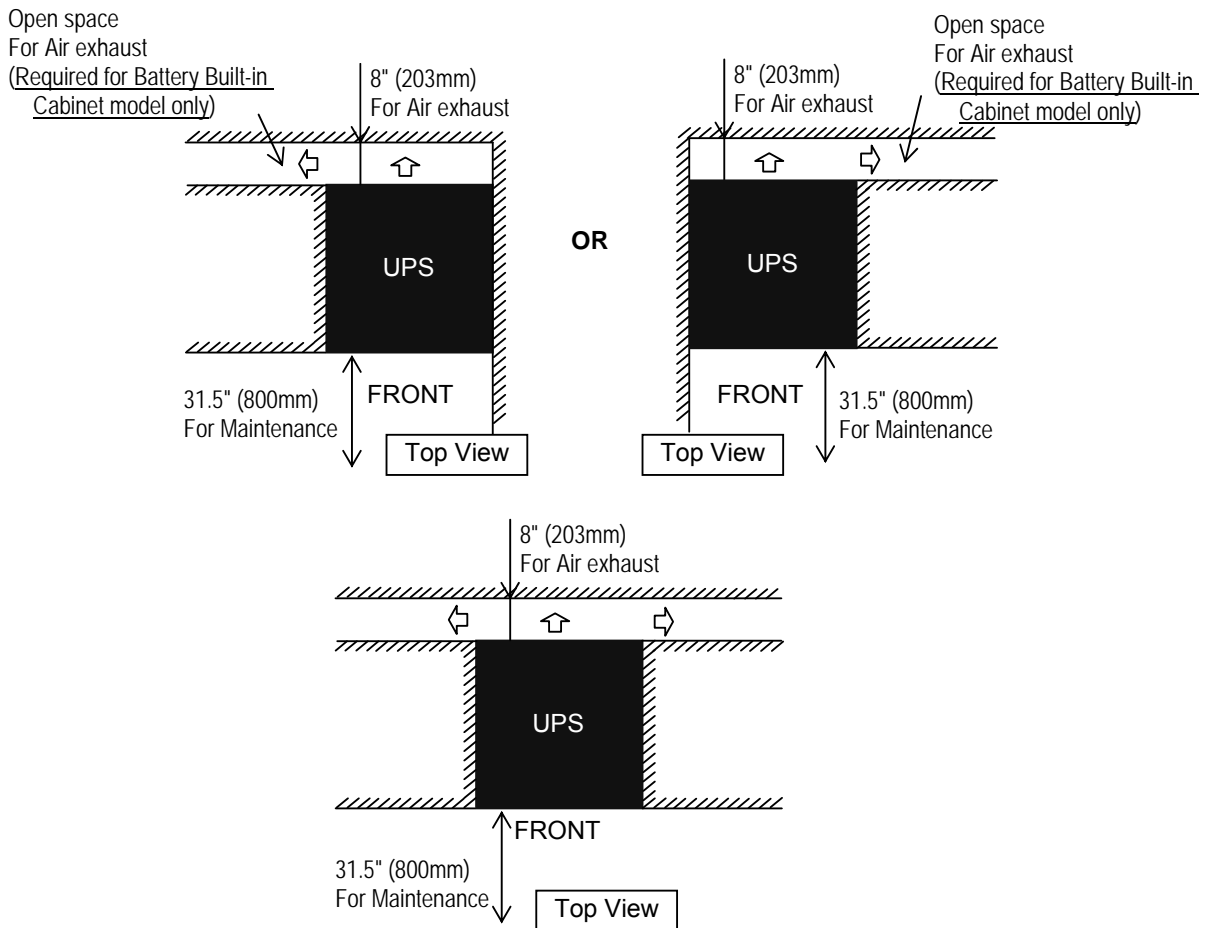 Open space
For Air exhaust
(Required for Battery Built-in
Cabinet model only)
8" (203mm)
For Air exhaust
UPS
31.5" (800mm)
For Maintenance
FRONT
Top View
OR
8" (203mm)
For Air exhaust
Open space
For Air exhaust
(Required for Battery Built-in
Cabinet model only)
UPS
FRONT
31.5" (800mm)
For Maintenance
Top View
8" (203mm)
For Air exhaust
UPS
FRONT
31.5" (800mm)
For Maintenance
Top View